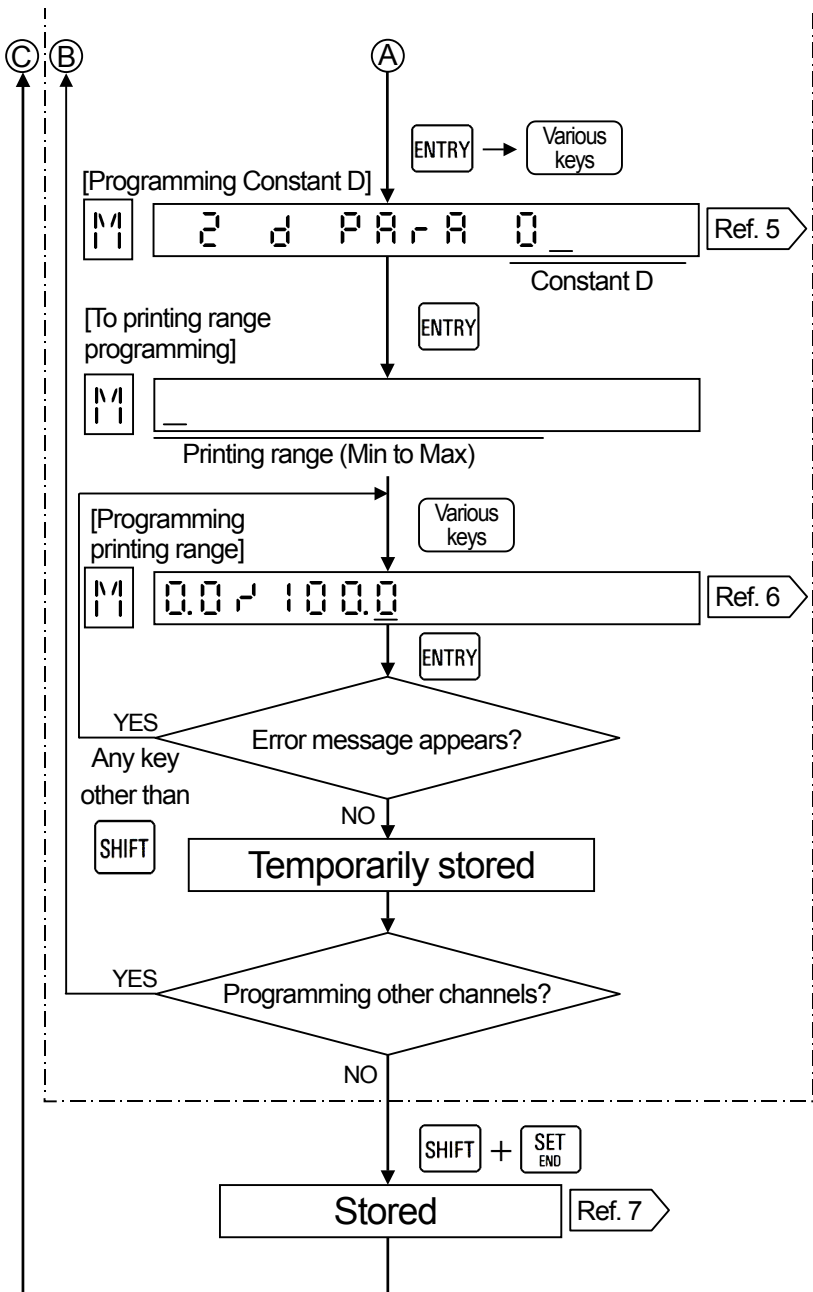 C B A
ENTRY → Various keys
[Programming Constant D]
M 2 d PArA 0_ Ref. 5
Constant D
[To printing range
programming]
ENTRY
M _
Printing range (Min to Max)
[Programming
printing range]
Various
keys
M 0.0/100.0 Ref. 6
ENTRY
YES
Error message appears?
Any key
other than
SHIFT
NO
Temporarily stored
YES
Programming other channels?
NO
SHIFT + SET END
Stored Ref. 7